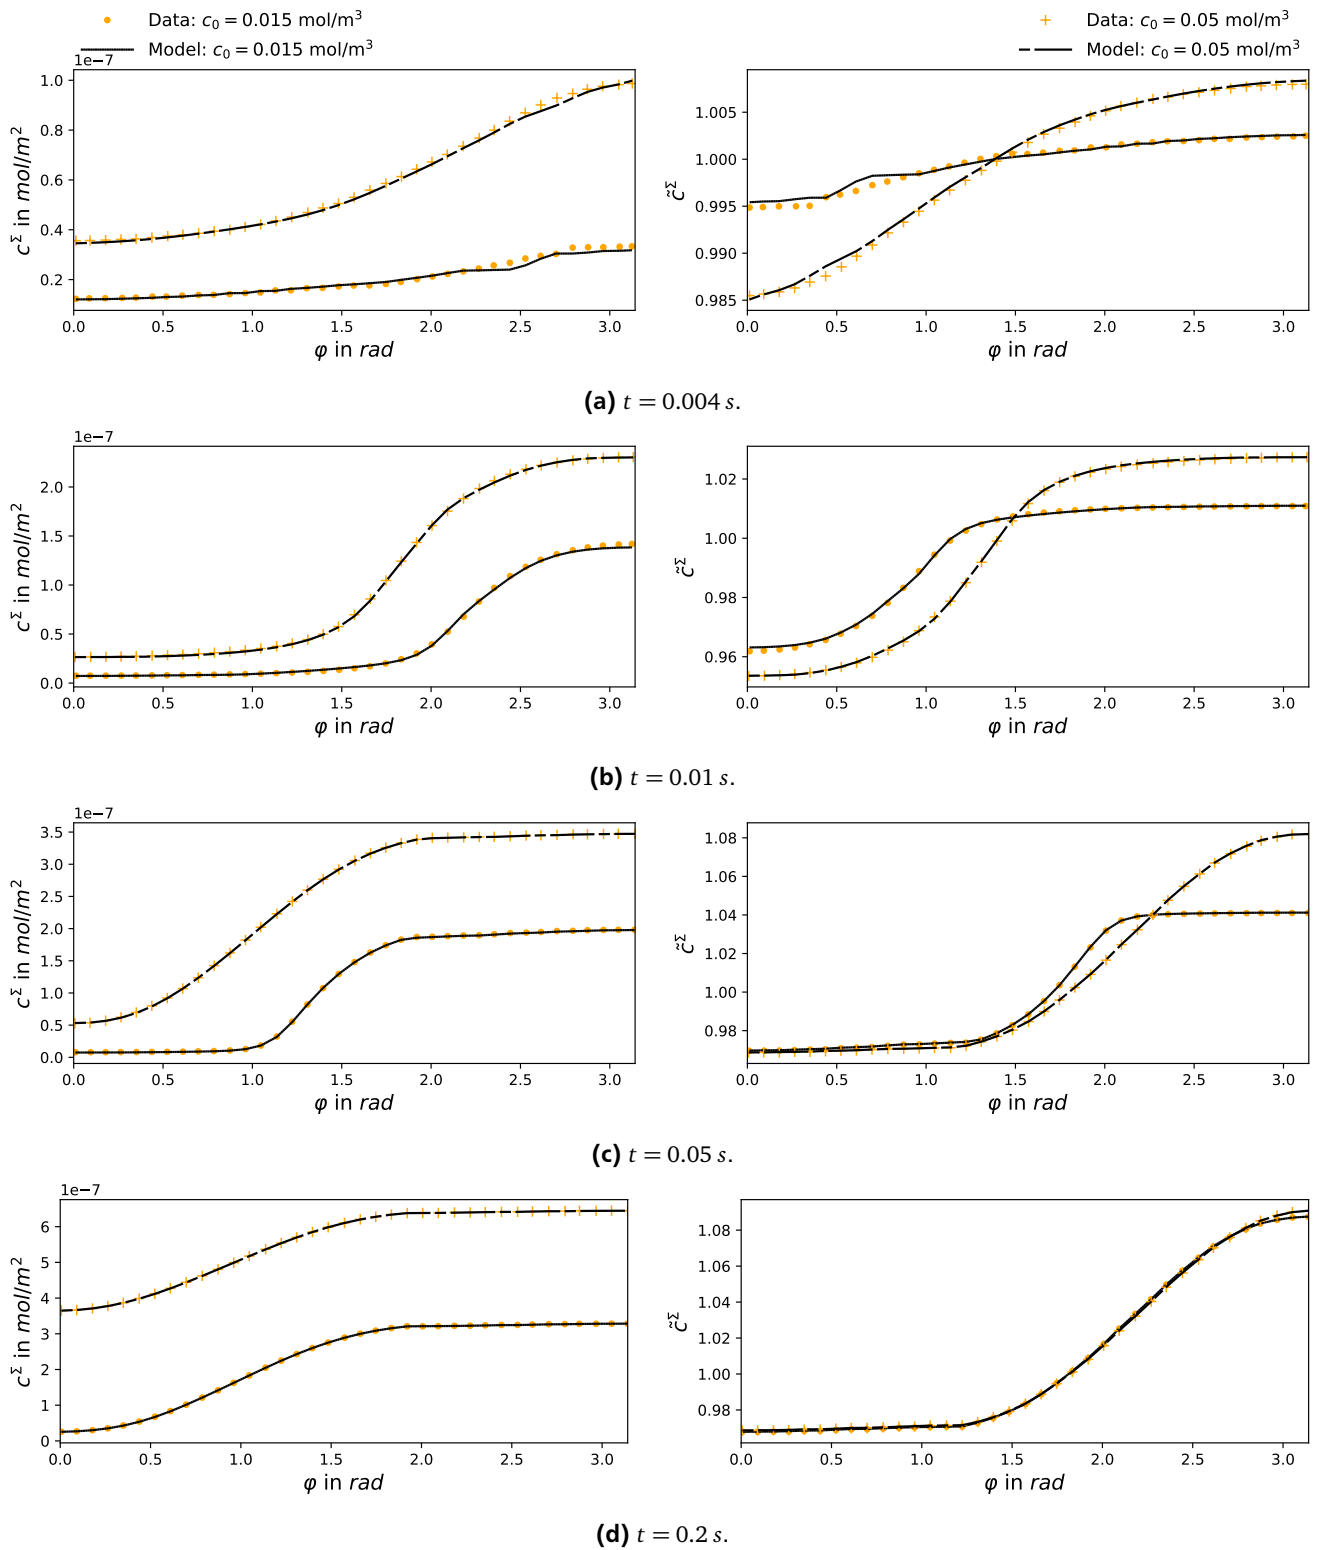 Data: c₀ = 0.015 mol/m³
Model: c₀ = 0.015 mol/m³
Data: c₀ = 0.05 mol/m³
Model: c₀ = 0.05 mol/m³
1e−7
1.0
0.8
0.6
0.4
0.2
c^Σ in mol/m²
0.0 0.5 1.0 1.5 2.0 2.5 3.0
φ in rad
1.005
1.000
0.995
0.990
0.985
c̃^Σ
0.0 0.5 1.0 1.5 2.0 2.5 3.0
φ in rad
(a) t = 0.004 s.
1e−7
2.0
1.5
1.0
0.5
0.0
c^Σ in mol/m²
0.0 0.5 1.0 1.5 2.0 2.5 3.0
φ in rad
1.02
1.00
0.98
0.96
c̃^Σ
0.0 0.5 1.0 1.5 2.0 2.5 3.0
φ in rad
(b) t = 0.01 s.
1e−7
3.5
3.0
2.5
2.0
1.5
1.0
0.5
0.0
c^Σ in mol/m²
0.0 0.5 1.0 1.5 2.0 2.5 3.0
φ in rad
1.08
1.06
1.04
1.02
1.00
0.98
c̃^Σ
0.0 0.5 1.0 1.5 2.0 2.5 3.0
φ in rad
(c) t = 0.05 s.
1e−7
6
5
4
3
2
1
0
c^Σ in mol/m²
0.0 0.5 1.0 1.5 2.0 2.5 3.0
φ in rad
1.08
1.06
1.04
1.02
1.00
0.98
c̃^Σ
0.0 0.5 1.0 1.5 2.0 2.5 3.0
φ in rad
(d) t = 0.2 s.